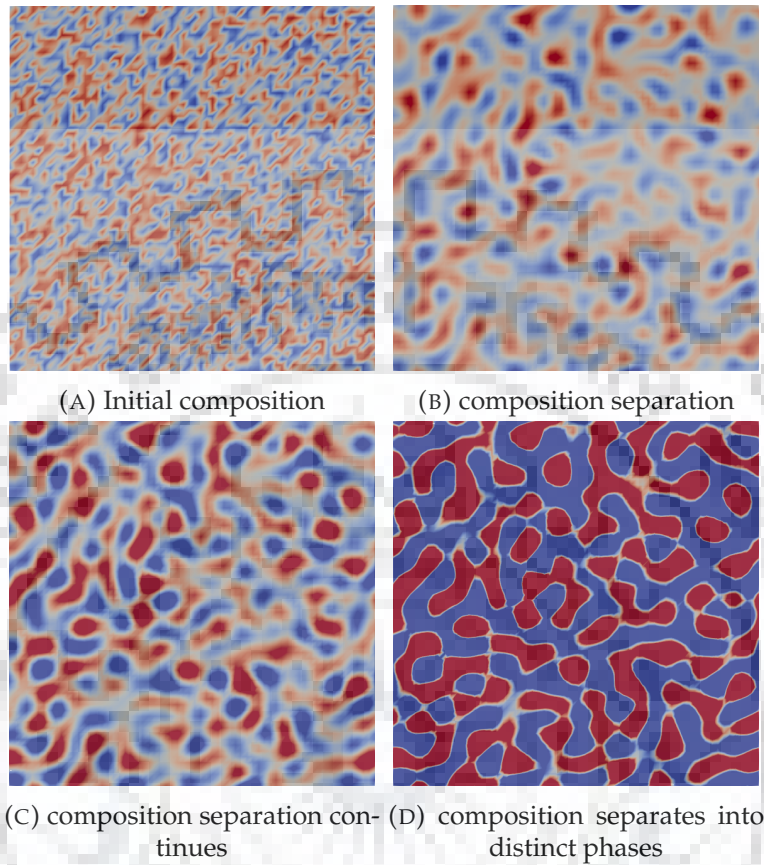 (A) Initial composition
(B) composition separation
(C) composition separation con-
tinues
(D) composition separates into
distinct phases